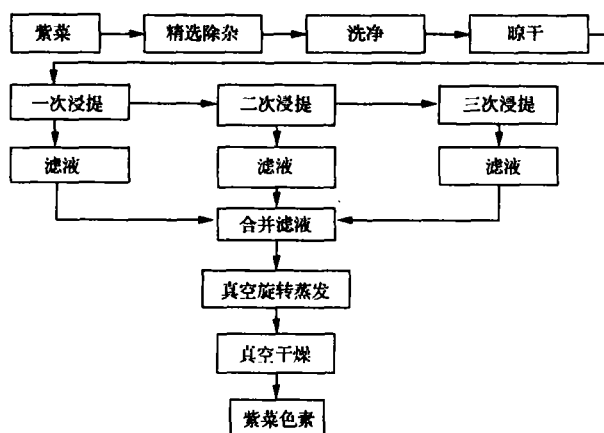 紫菜
精选除杂
洗净
晾干
一次浸提
二次浸提
三次浸提
滤液
滤液
滤液
合并滤液
真空旋转蒸发
真空干燥
紫菜色素